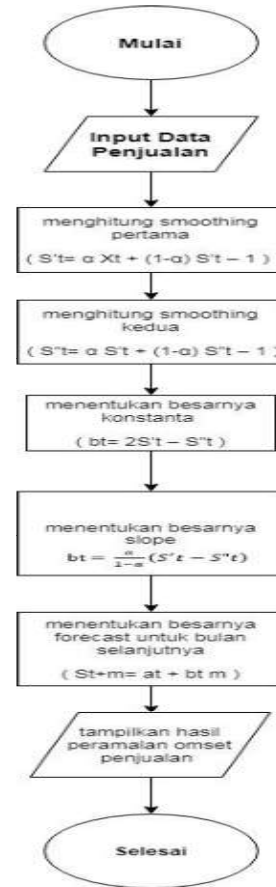 Mulai
Input Data
Penjualan
menghitung smoothing
pertama
( S't= α Xt + (1-α) S't – 1 )
menghitung smoothing
kedua
( S"t= α S't + (1-α) S"t – 1 )
menentukan besarnya
konstanta
( bt= 2S't – S"t )
menentukan besarnya
slope
bt = α/1-α (S't – S"t)
menentukan besarnya
forecast untuk bulan
selanjutnya
( St+m= at + bt m )
tampilkan hasil
peramalan omset
penjualan
Selesai